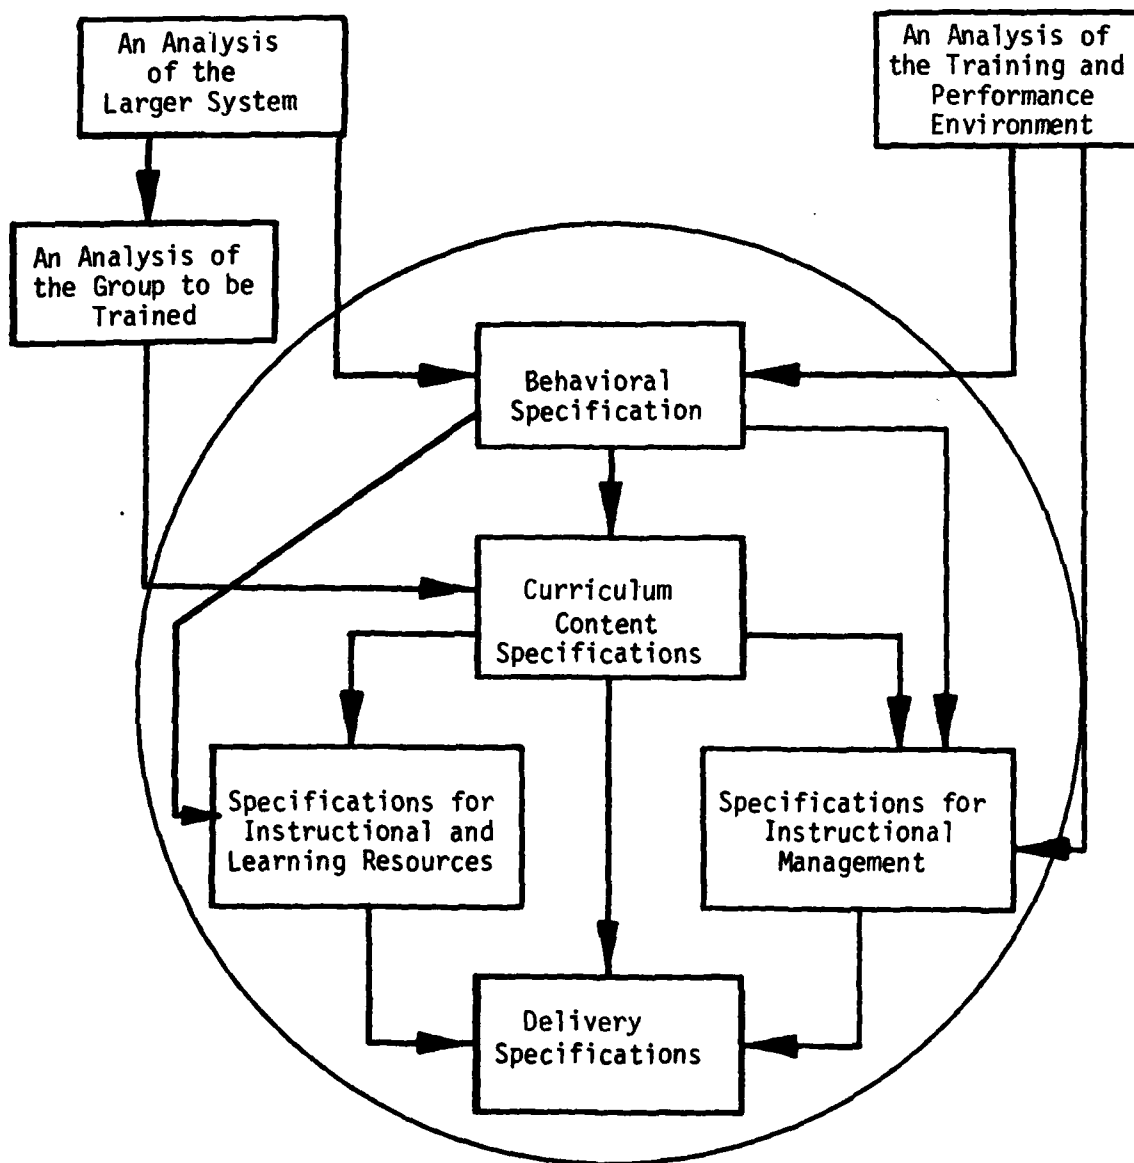 An Analysis
of the
Larger System
An Analysis of
the Training and
Performance
Environment
An Analysis of
the Group to be
Trained
Behavioral
Specification
Curriculum
Content
Specifications
Specifications for
Instructional and
Learning Resources
Specifications for
Instructional
Management
Delivery
Specifications